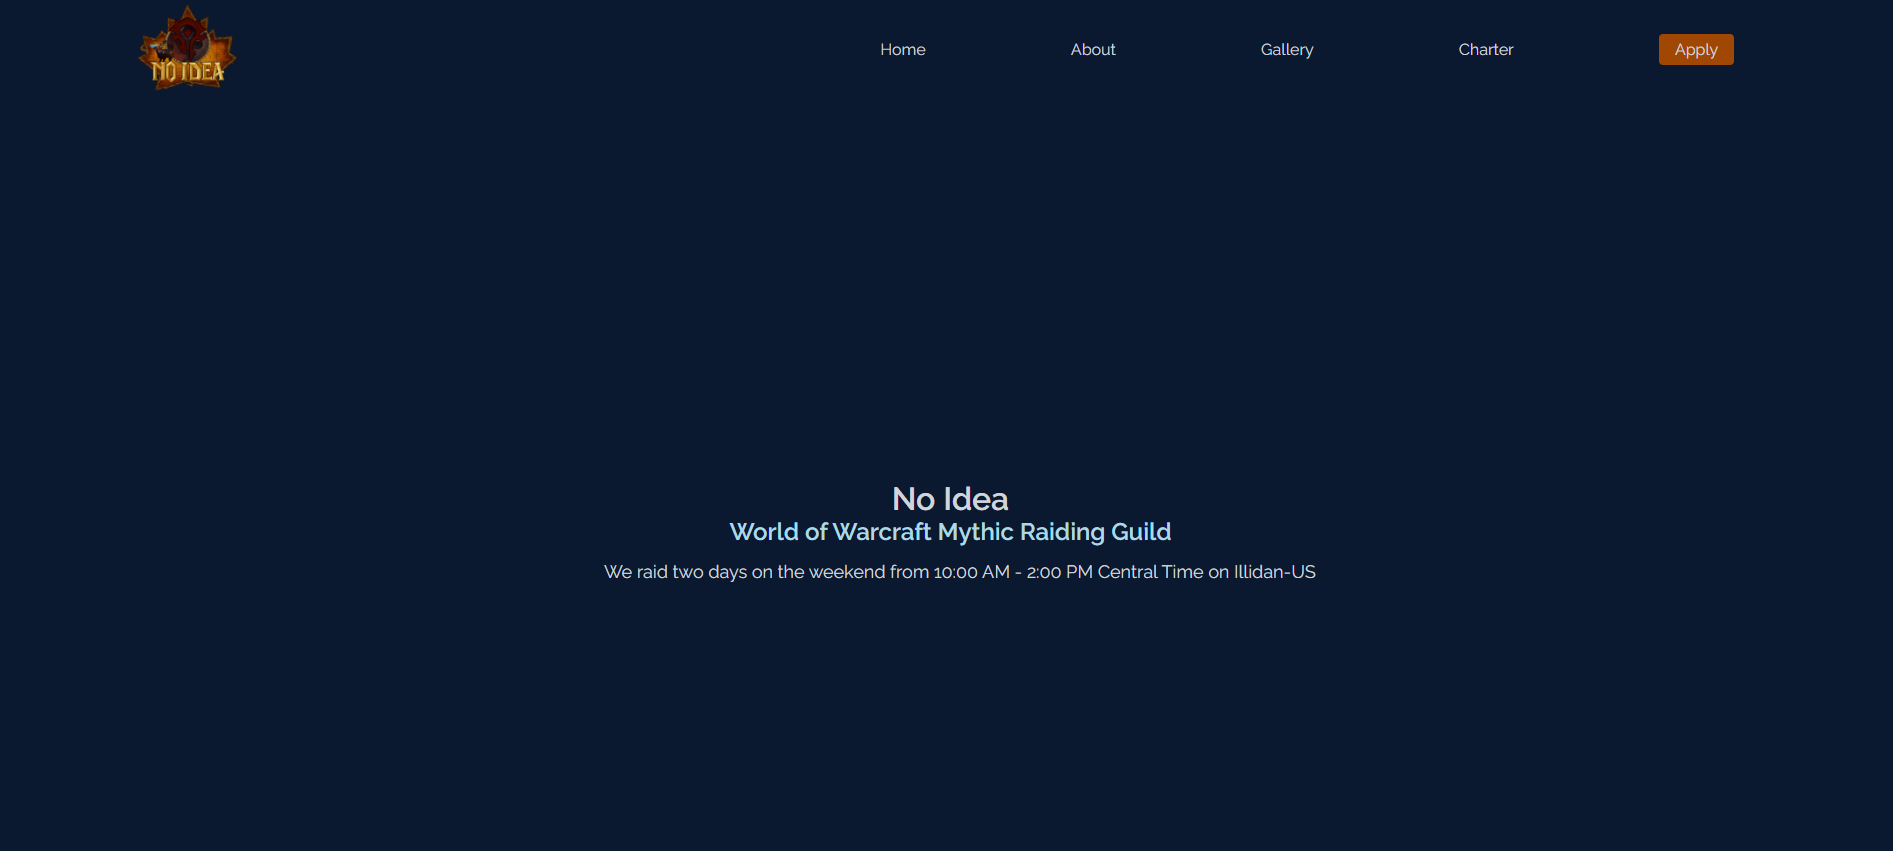 NO IDEA
Home About Gallery Charter Apply
No Idea
World of Warcraft Mythic Raiding Guild
We raid two days on the weekend from 10:00 AM - 2:00 PM Central Time on Illidan-US